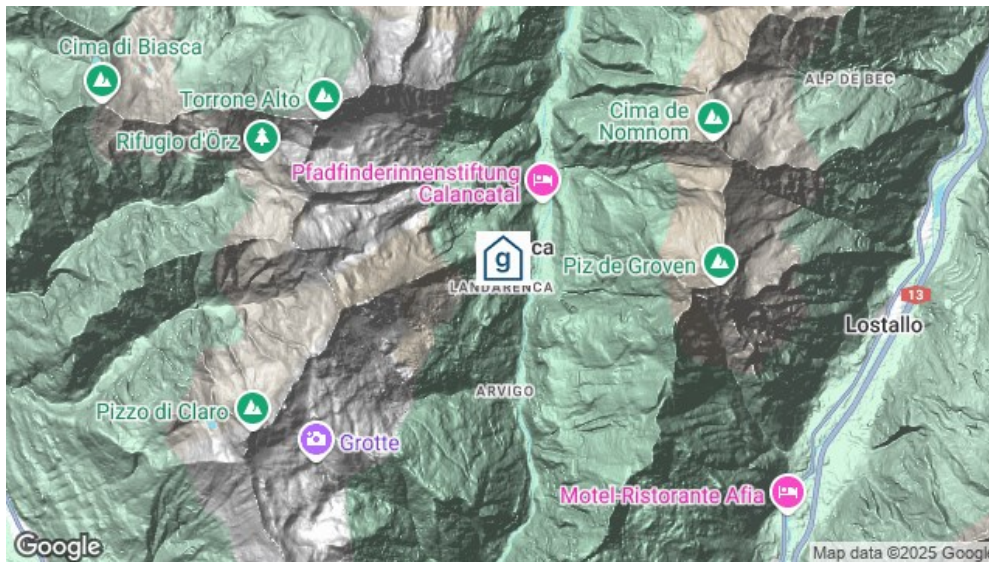 Cima di Biasca
ALP DE BEC
Torrone Alto
Cima de
Nomnom
Rifugio d'Örz
Pfadfinderinnenstiftung
Calancatal
g
ca
Piz de Groven
LANDARENCA
13
Lostallo
ARVIGO
Pizzo di Claro
Grotte
Motel-Ristorante Afia
Google
Map data ©2025 Google